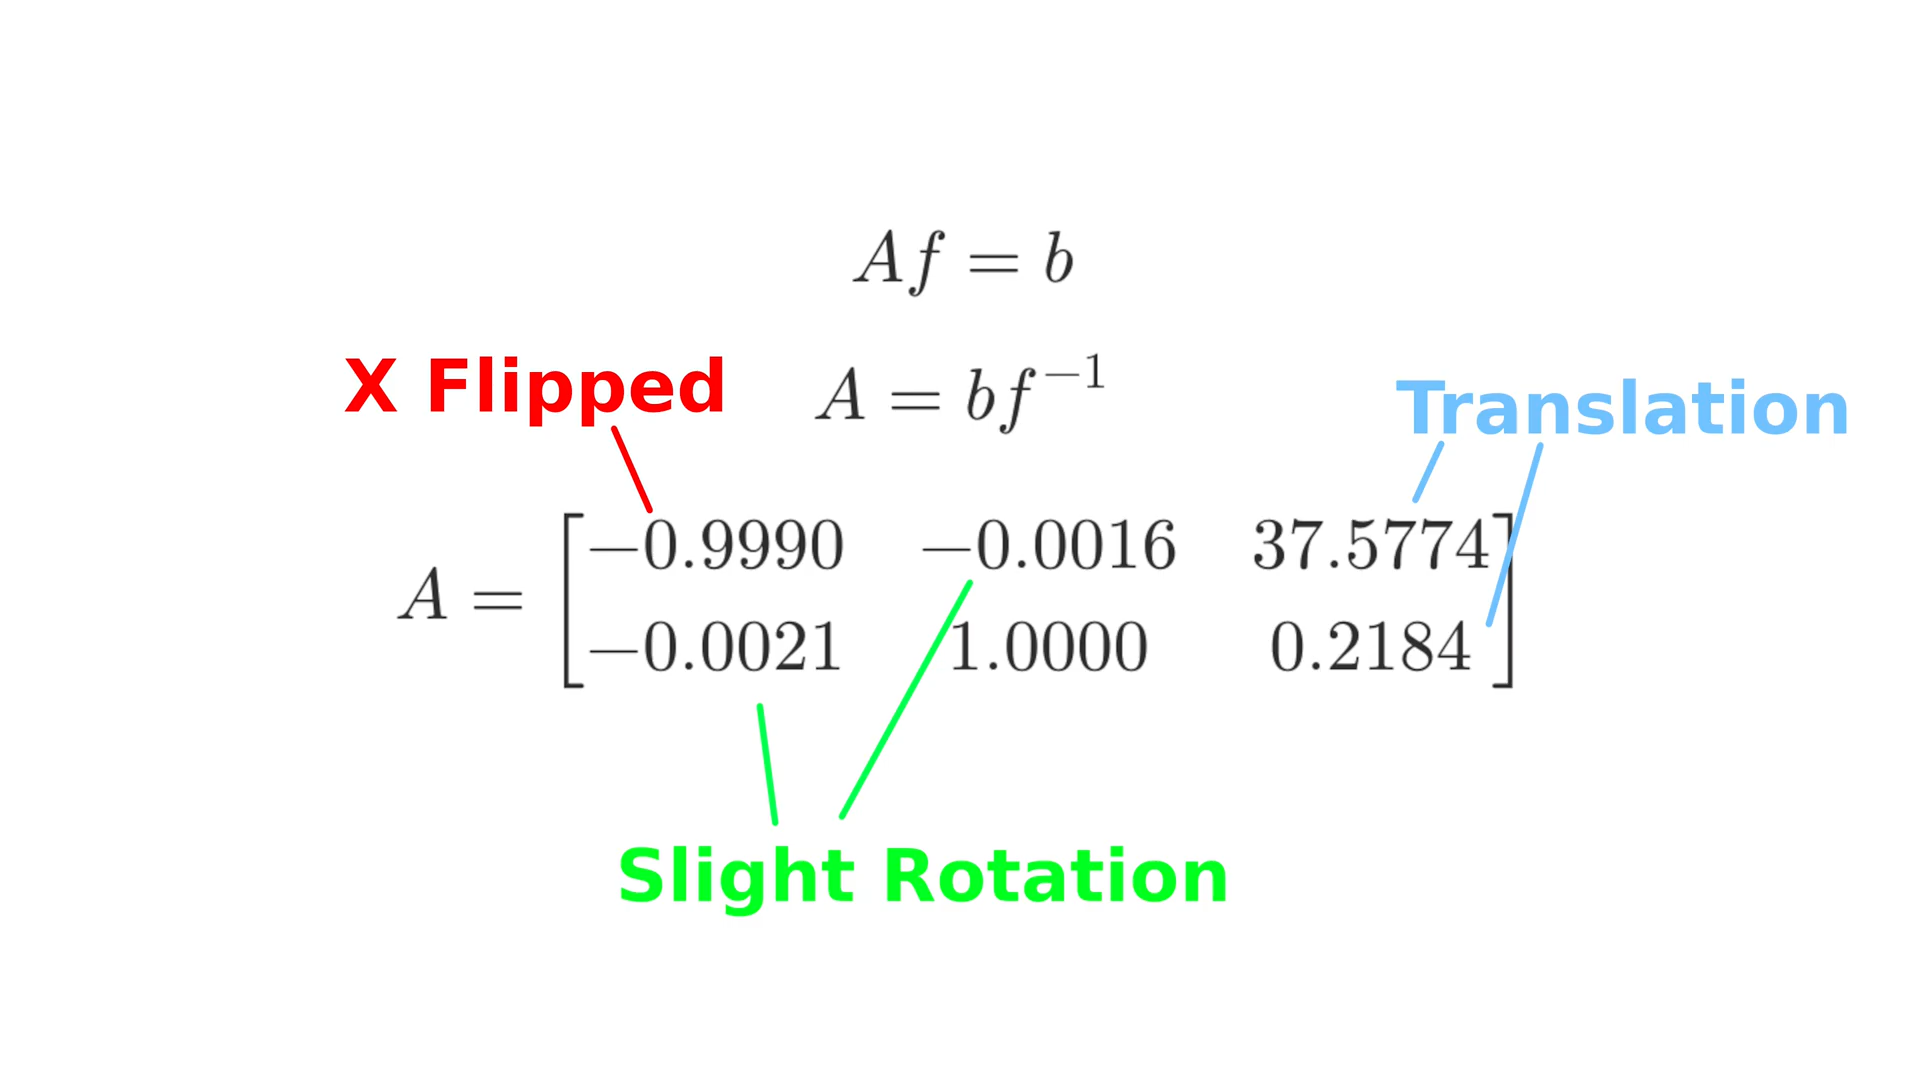 Af = b
X Flipped
A = bf⁻¹
Translation
A = [−0.9990 −0.0016 37.5774
−0.0021 1.0000 0.2184]
Slight Rotation